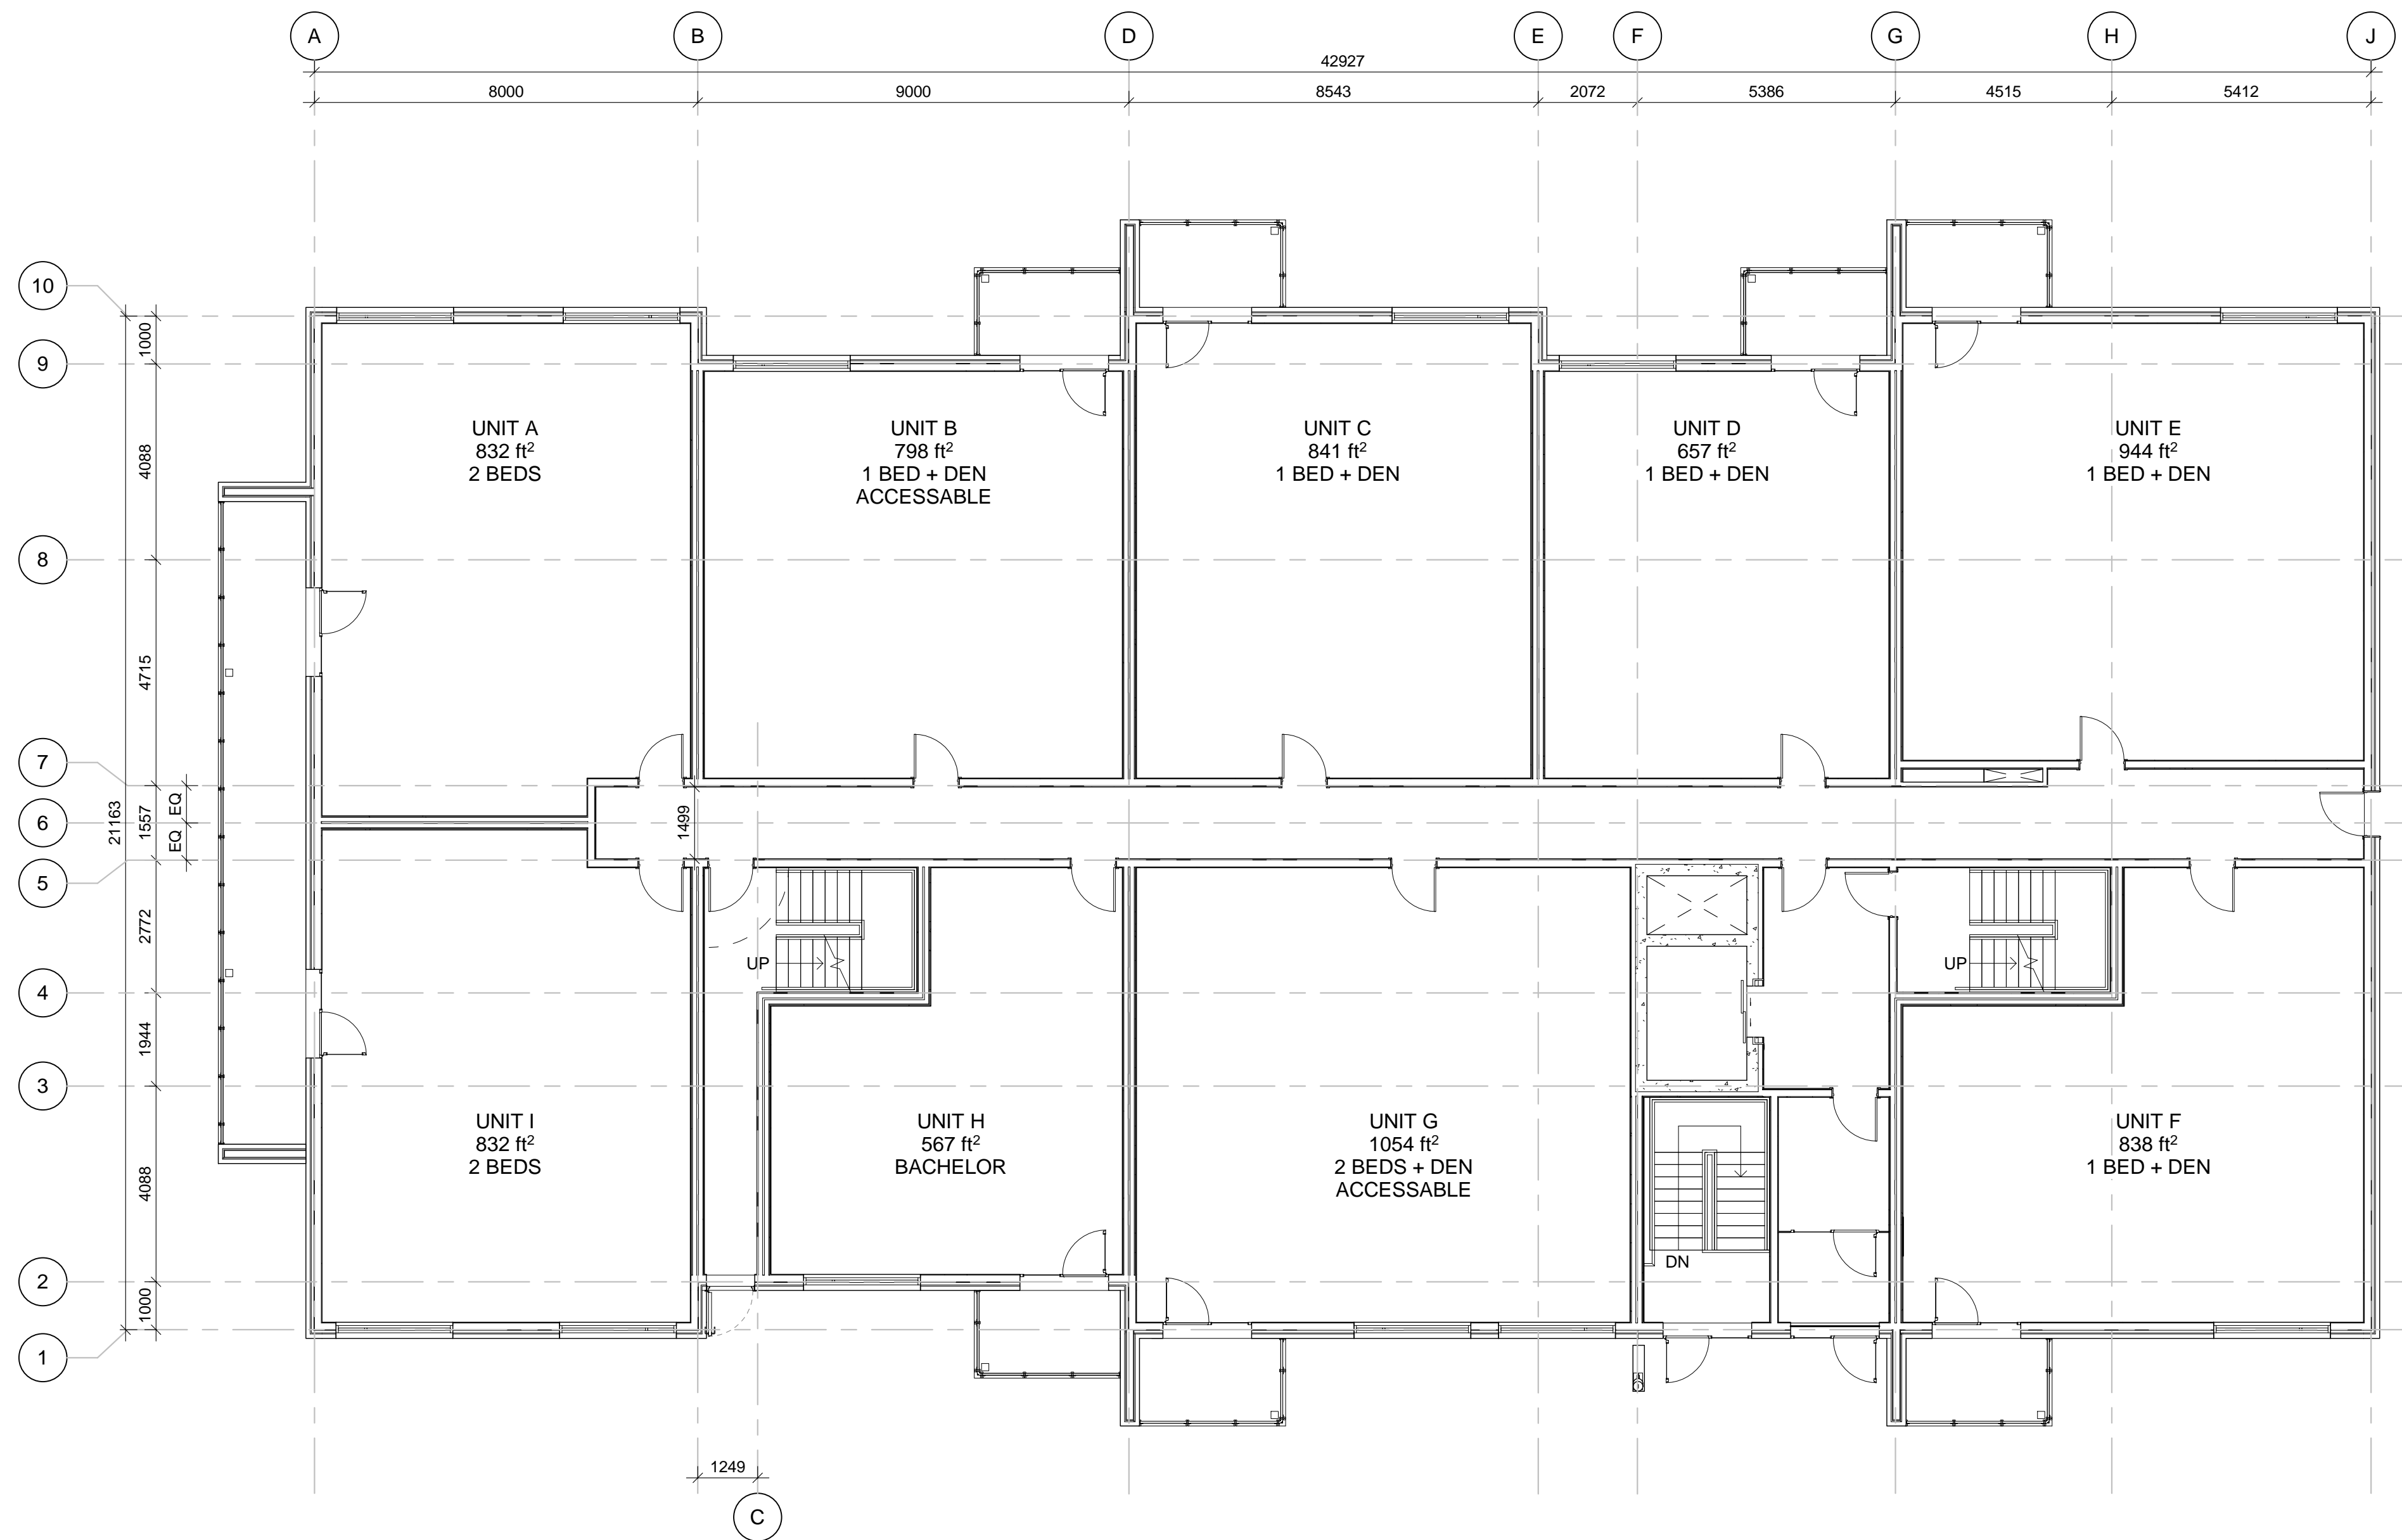 A
B
D
E
F
G
H
J
42927
8000
9000
8543
2072
5386
4515
5412
10
9
8
7
6
5
4
3
2
1
1000
4088
4715
1557
2772
1944
4088
1000
21163
EQ
EQ
1499
UNIT A
832 ft²
2 BEDS
UNIT B
798 ft²
1 BED + DEN
ACCESSABLE
UNIT C
841 ft²
1 BED + DEN
UNIT D
657 ft²
1 BED + DEN
UNIT E
944 ft²
1 BED + DEN
UP
UP
UNIT I
832 ft²
2 BEDS
UNIT H
567 ft²
BACHELOR
UNIT G
1054 ft²
2 BEDS + DEN
ACCESSABLE
DN
UNIT F
838 ft²
1 BED + DEN
1249
C